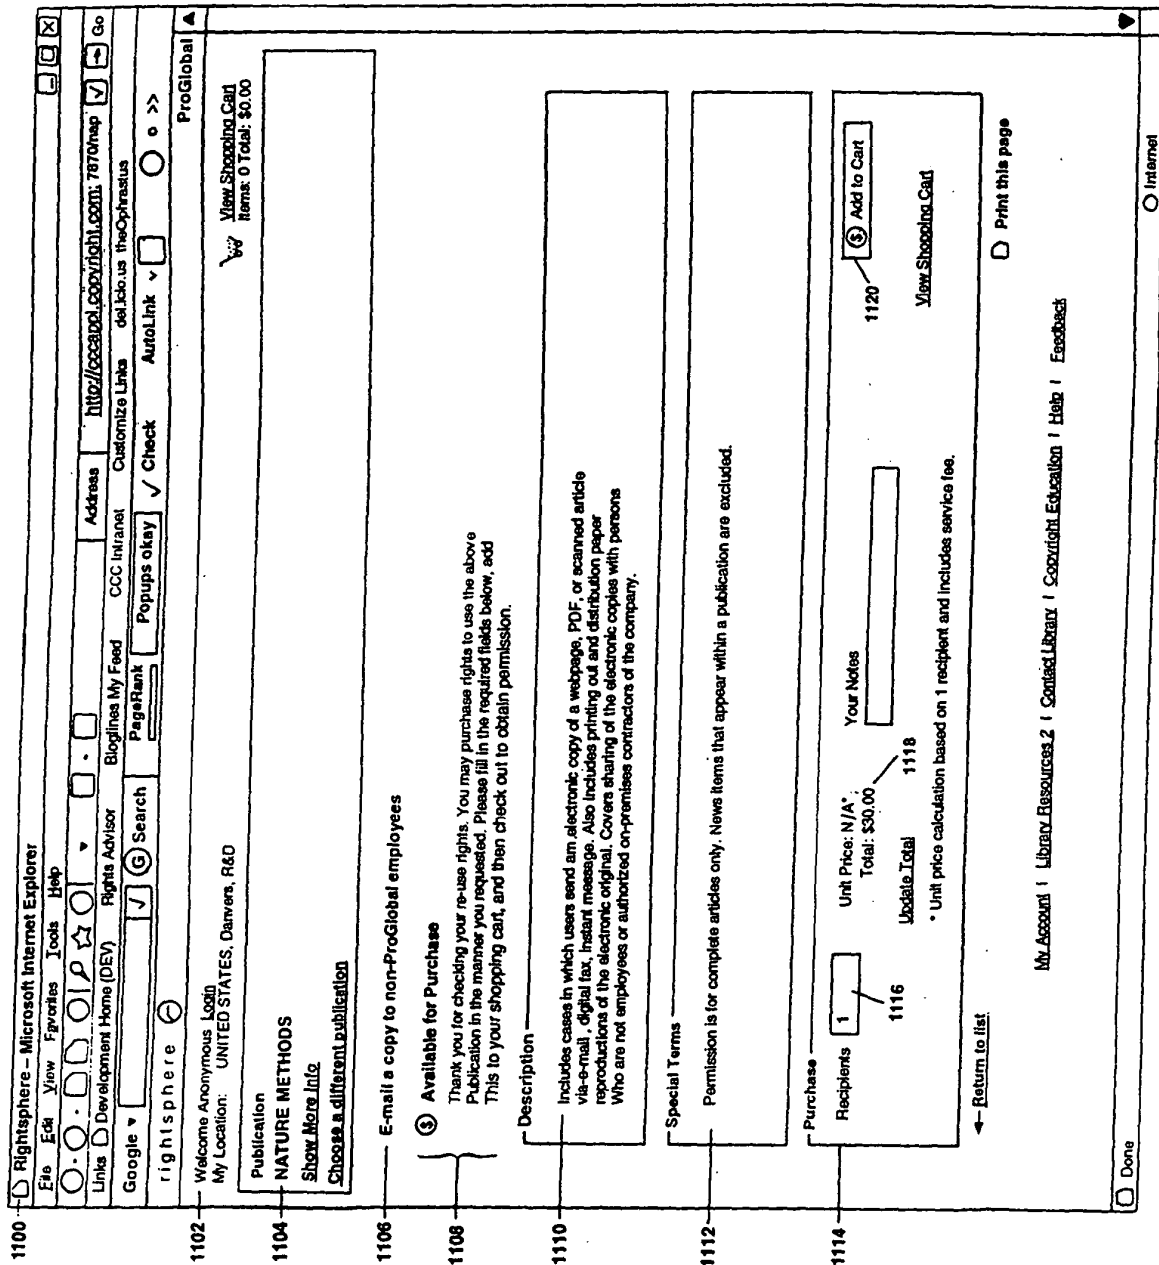 1100
Rightsphere – Microsoft Internet Explorer
File Edit View Favorites Tools Help
Address http://cccappl.copyright.com; 7870/map Go
Links Development Home (DEV) Rights Advisor Bloglines My Feed CCC Intranet Customize Links del.icio.us theOphrastus
Google G Search PageRank Popups okay Check AutoLink >>
rightsphere
ProGlobal
1102
Welcome Anonymous Login
My Location: UNITED STATES, Danvers, R&D
View Shopping Cart
Items: 0 Total: $0.00
Publication
1104
NATURE METHODS
Show More Info
Choose a different publication
1106
E-mail a copy to non-ProGlobal employees
1108
$ Available for Purchase
Thank you for checking your re-use rights. You may purchase rights to use the above
Publication in the manner you requested. Please fill in the required fields below, add
This to your shopping cart, and then check out to obtain permission.
Description
1110
Includes cases in which users send am electronic copy of a webpage, PDF, or scanned article
via-e-mail, digital fax, instant message. Also includes printing out and distribution paper
reproductions of the electronic original. Covers sharing of the electronic copies with persons
Who are not employees or authorized on-premises contractors of the company.
Special Terms
1112
Permission is for complete articles only. News items that appear within a publication are excluded.
Purchase
1114
Recipients 1
1116
Unit Price: N/A*;
Total: $30.00
1118
Update Total
Your Notes
1120
$ Add to Cart
View Shopping Cart
* Unit price calculation based on 1 recipient and includes service fee.
Return to list
Print this page
My Account | Library Resources 2 | Contact Library | Copyright Education | Help | Feedback
Done
Internet